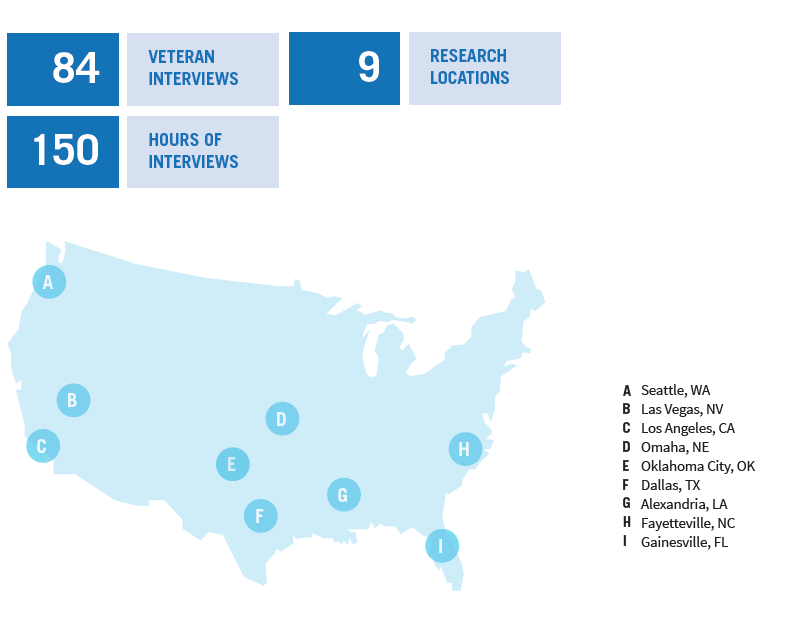 84
VETERAN
INTERVIEWS
9
RESEARCH
LOCATIONS
150
HOURS OF
INTERVIEWS
A
B
C
D
E
F
G
H
I
A Seattle, WA
B Las Vegas, NV
C Los Angeles, CA
D Omaha, NE
E Oklahoma City, OK
F Dallas, TX
G Alexandria, LA
H Fayetteville, NC
I Gainesville, FL